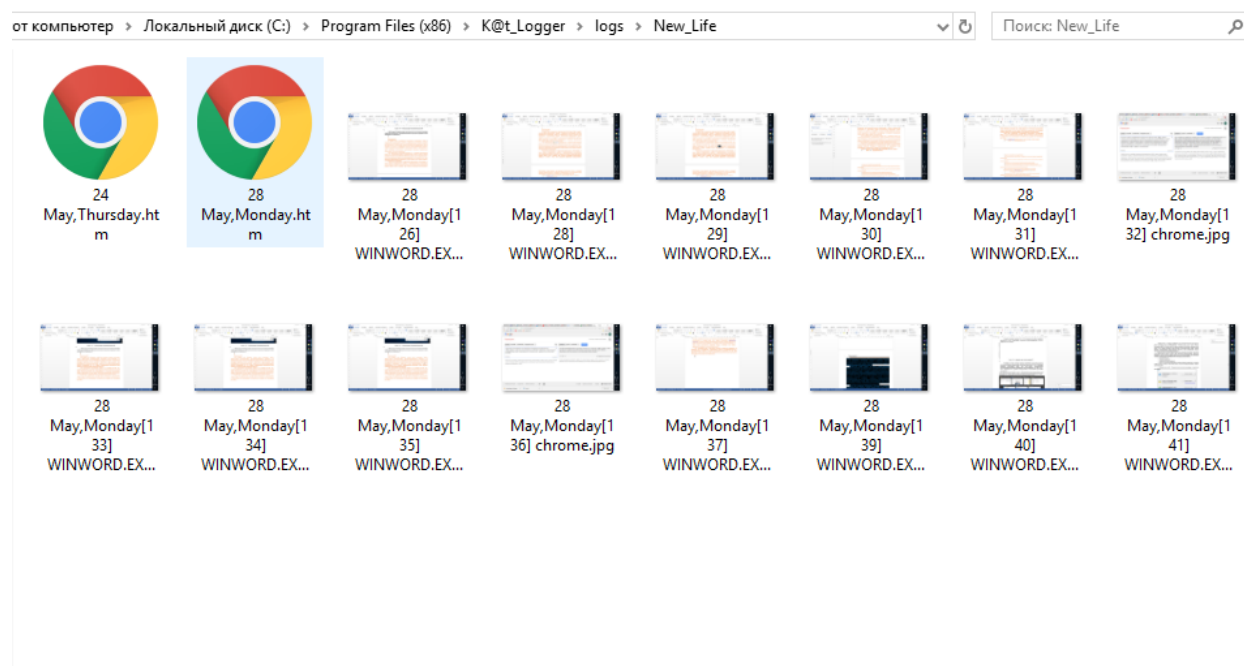 от компьютер > Локальный диск (C:) > Program Files (x86) > K@t_Logger > logs > New_Life
Поиск: New_Life
24
May,Thursday.ht
m
28
May,Monday.ht
m
28
May,Monday[1
26]
WINWORD.EX...
28
May,Monday[1
28]
WINWORD.EX...
28
May,Monday[1
29]
WINWORD.EX...
28
May,Monday[1
30]
WINWORD.EX...
28
May,Monday[1
31]
WINWORD.EX...
28
May,Monday[1
32] chrome.jpg
28
May,Monday[1
33]
WINWORD.EX...
28
May,Monday[1
34]
WINWORD.EX...
28
May,Monday[1
35]
WINWORD.EX...
28
May,Monday[1
36] chrome.jpg
28
May,Monday[1
37]
WINWORD.EX...
28
May,Monday[1
39]
WINWORD.EX...
28
May,Monday[1
40]
WINWORD.EX...
28
May,Monday[1
41]
WINWORD.EX...